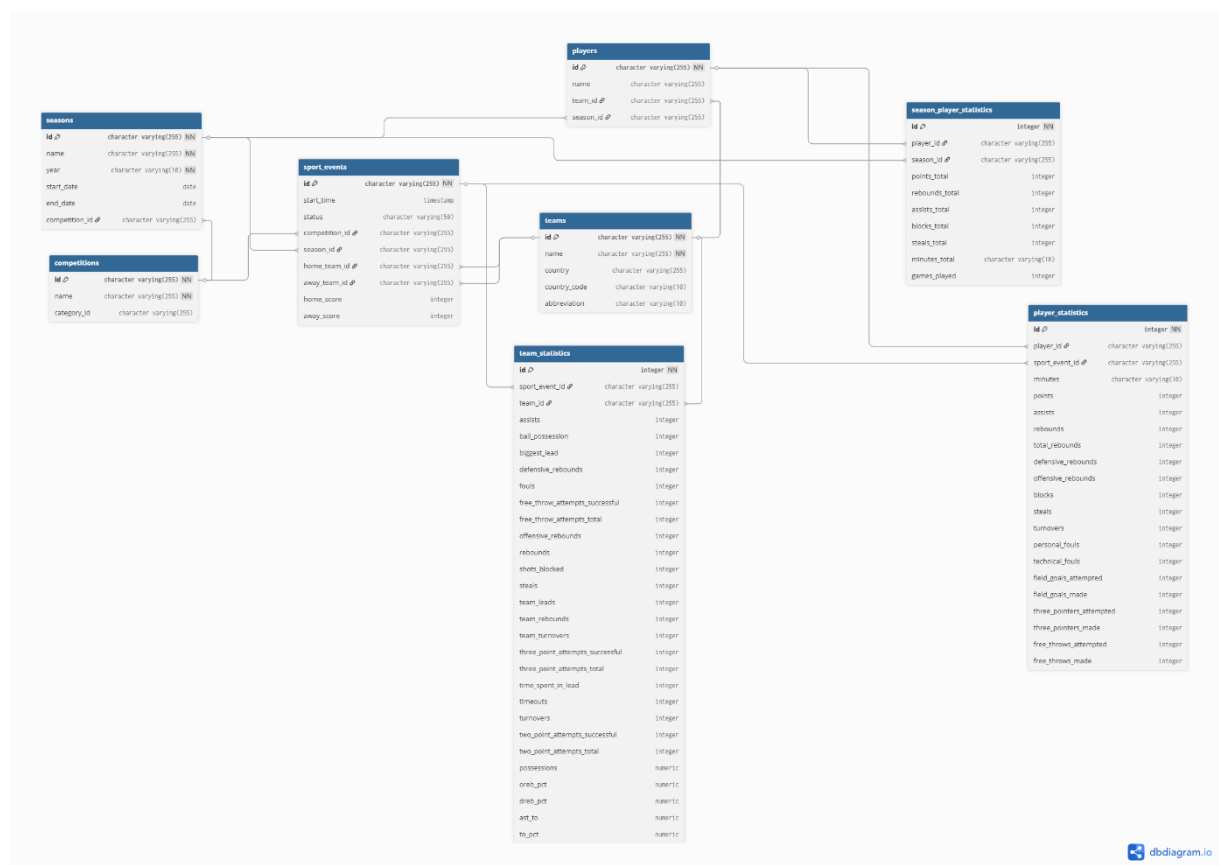 players
id character varying(255) NN
name character varying(255)
team_id character varying(255)
season_id character varying(255)
seasons
id character varying(255) NN
name character varying(255) NN
year character varying(10) NN
start_date date
end_date date
competition_id character varying(255)
season_player_statistics
id integer NN
player_id character varying(255)
season_id character varying(255)
points_total integer
rebounds_total integer
assists_total integer
blocks_total integer
steals_total integer
minutes_total character varying(10)
games_played integer
sport_events
id character varying(255) NN
start_time timestamp
status character varying(50)
competition_id character varying(255)
season_id character varying(255)
home_team_id character varying(255)
away_team_id character varying(255)
home_score integer
away_score integer
teams
id character varying(255) NN
name character varying(255) NN
country character varying(255)
country_code character varying(10)
abbreviation character varying(10)
competitions
id character varying(255) NN
name character varying(255) NN
category_id character varying(255)
player_statistics
id integer NN
player_id character varying(255)
sport_event_id character varying(255)
minutes character varying(10)
points integer
assists integer
rebounds integer
total_rebounds integer
defensive_rebounds integer
offensive_rebounds integer
blocks integer
steals integer
turnovers integer
personal_fouls integer
technical_fouls integer
field_goals_attempted integer
field_goals_made integer
three_pointers_attempted integer
three_pointers_made integer
free_throws_attempted integer
free_throws_made integer
team_statistics
id integer NN
sport_event_id character varying(255)
team_id character varying(255)
assists integer
ball_possession integer
biggest_lead integer
defensive_rebounds integer
fouls integer
free_throw_attempts_successful integer
free_throw_attempts_total integer
offensive_rebounds integer
rebounds integer
shots_blocked integer
steals integer
team_leads integer
team_rebounds integer
team_turnovers integer
three_point_attempts_successful integer
three_point_attempts_total integer
time_spent_in_lead integer
timeouts integer
turnovers integer
two_point_attempts_successful integer
two_point_attempts_total integer
possessions numeric
oreb_pct numeric
dreb_pct numeric
ast_to numeric
to_pct numeric
dbdiagram.io